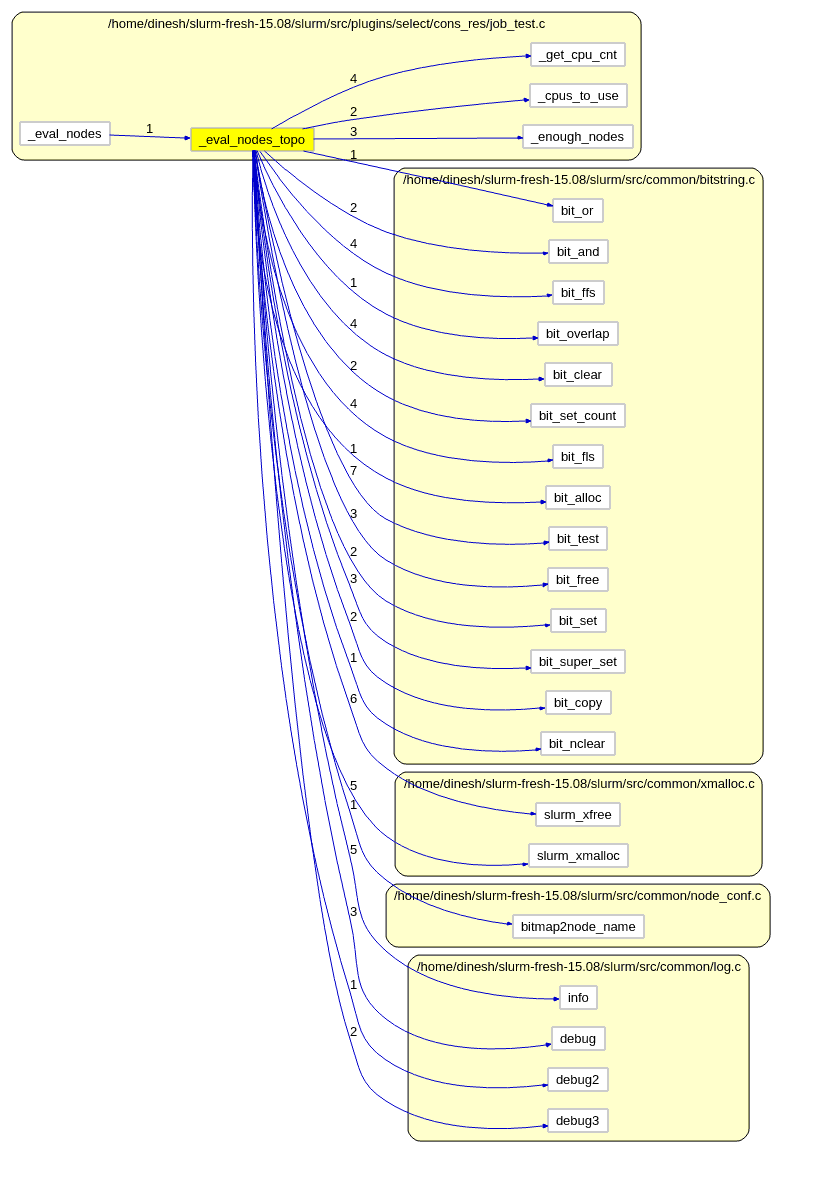 /home/dinesh/slurm-fresh-15.08/slurm/src/plugins/select/cons_res/job_test.c
_get_cpu_cnt
4
_cpus_to_use
2
_eval_nodes
1
_eval_nodes_topo
3
_enough_nodes
1
/home/dinesh/slurm-fresh-15.08/slurm/src/common/bitstring.c
2
bit_or
4
bit_and
1
bit_ffs
4
bit_overlap
2
bit_clear
4
bit_set_count
1
bit_fls
7
bit_alloc
3
bit_test
2
bit_free
3
bit_set
2
bit_super_set
1
bit_copy
6
bit_nclear
/home/dinesh/slurm-fresh-15.08/slurm/src/common/xmalloc.c
5
1
slurm_xfree
5
slurm_xmalloc
/home/dinesh/slurm-fresh-15.08/slurm/src/common/node_conf.c
3
bitmap2node_name
/home/dinesh/slurm-fresh-15.08/slurm/src/common/log.c
1
info
2
debug
debug2
debug3